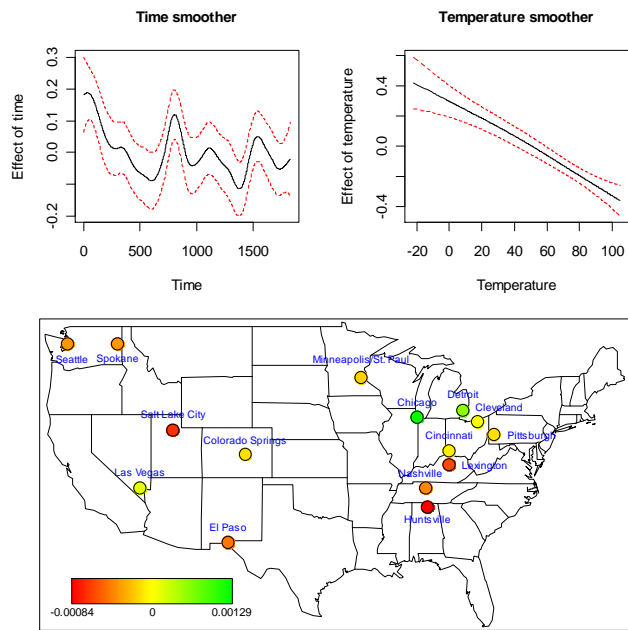 Time smoother
Temperature smoother
Effect of time
0.3
0.2
0.1
0.0
-0.2
0
500
1000
1500
Time
Effect of temperature
0.4
0.0
-0.4
-20
0
20
40
60
80
100
Temperature
Seattle
Spokane
Minneapolis/St. Paul
Chicago
Detroit
Cleveland
Salt Lake City
Colorado Springs
Cincinnati
Pittsburgh
Las Vegas
Nashville
Lexington
El Paso
Huntsville
-0.00084
0
0.00129